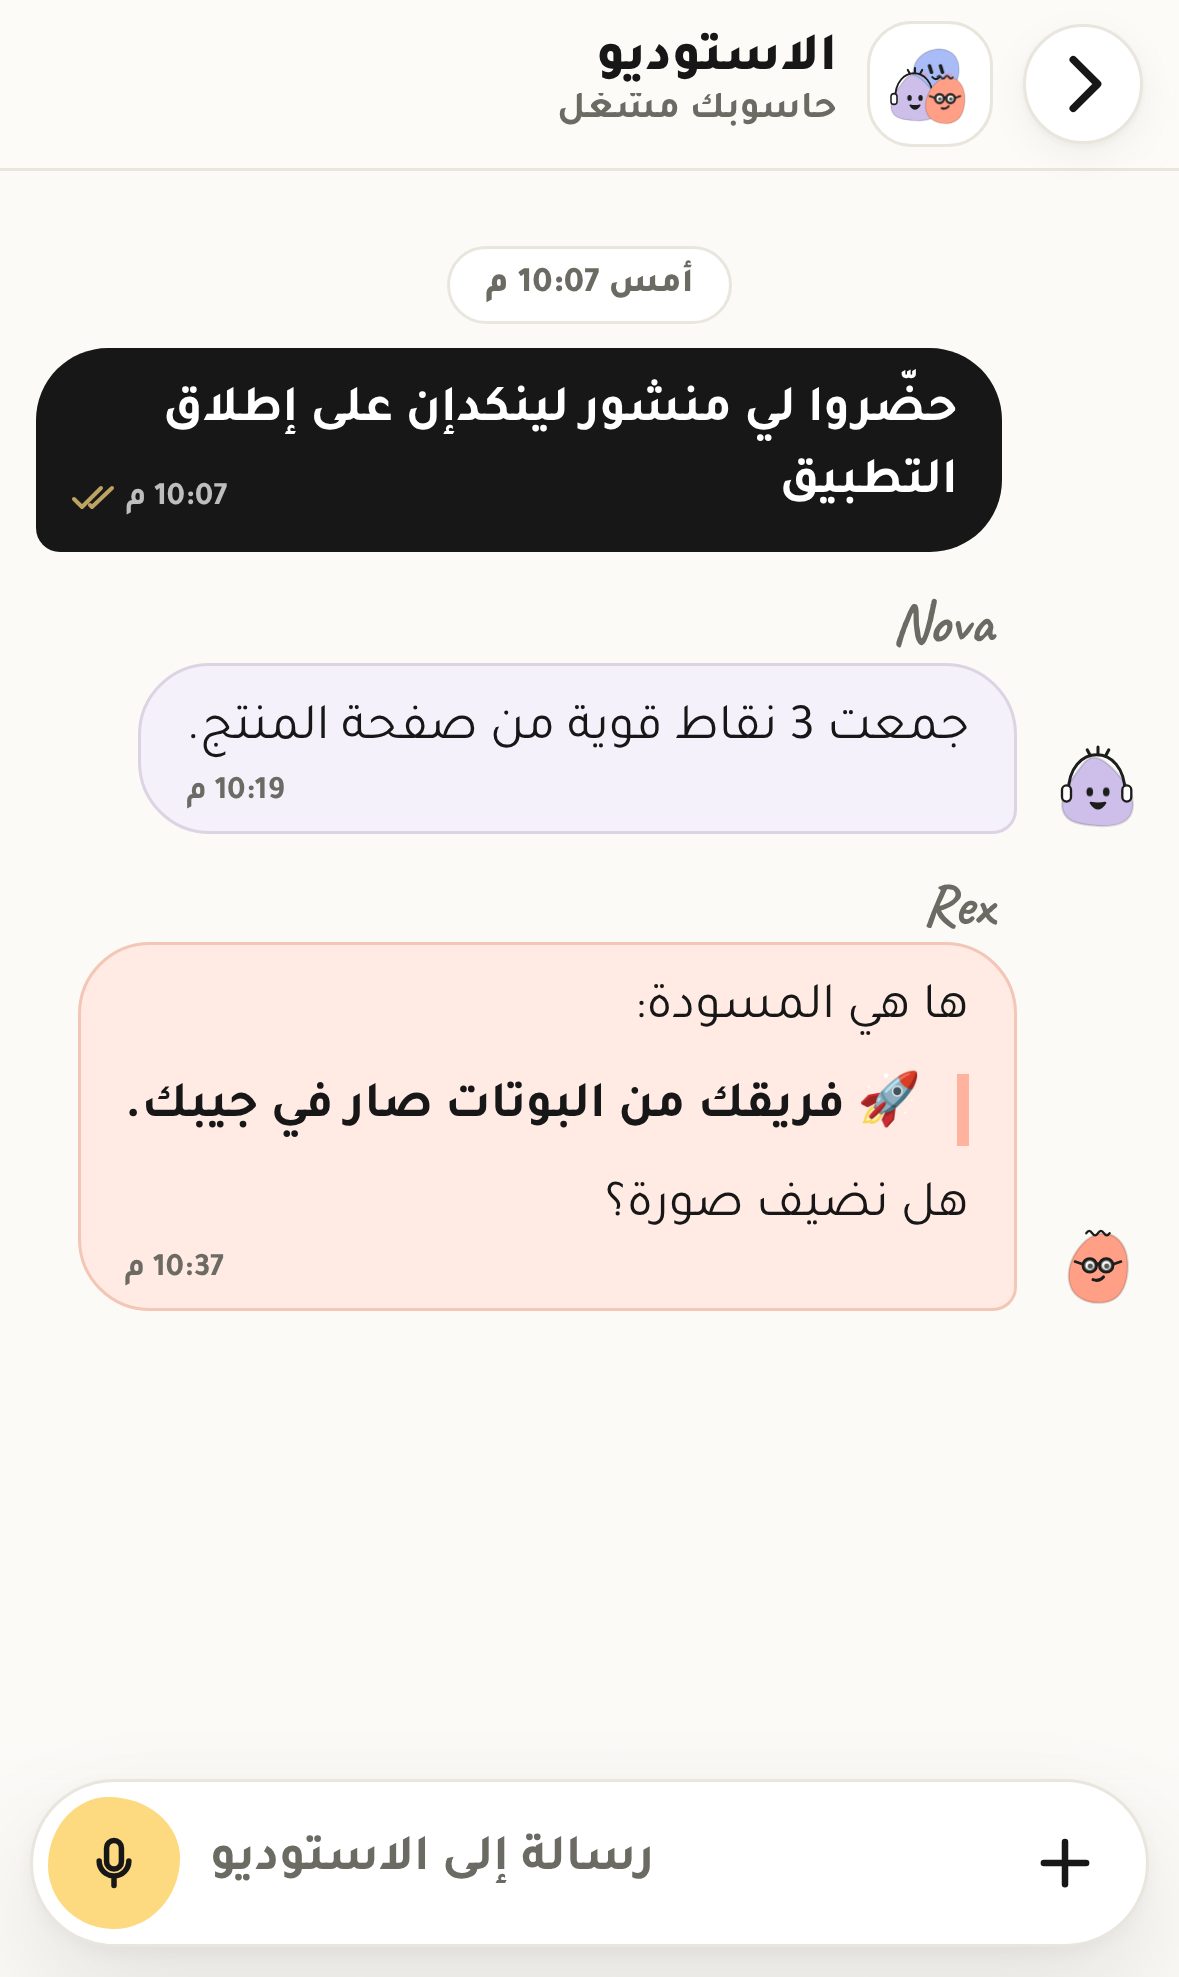 الاستوديو
حاسوبك مشغل
أمس 10:07 م
حضّروا لي منشور لينكدإن على إطلاق
التطبيق
10:07 م
Nova
جمعت 3 نقاط قوية من صفحة المنتج.
10:19 م
Rex
ها هي المسودة:
🚀 فريقك من البوتات صار في جيبك.
هل نضيف صورة؟
10:37 م
رسالة إلى الاستوديو